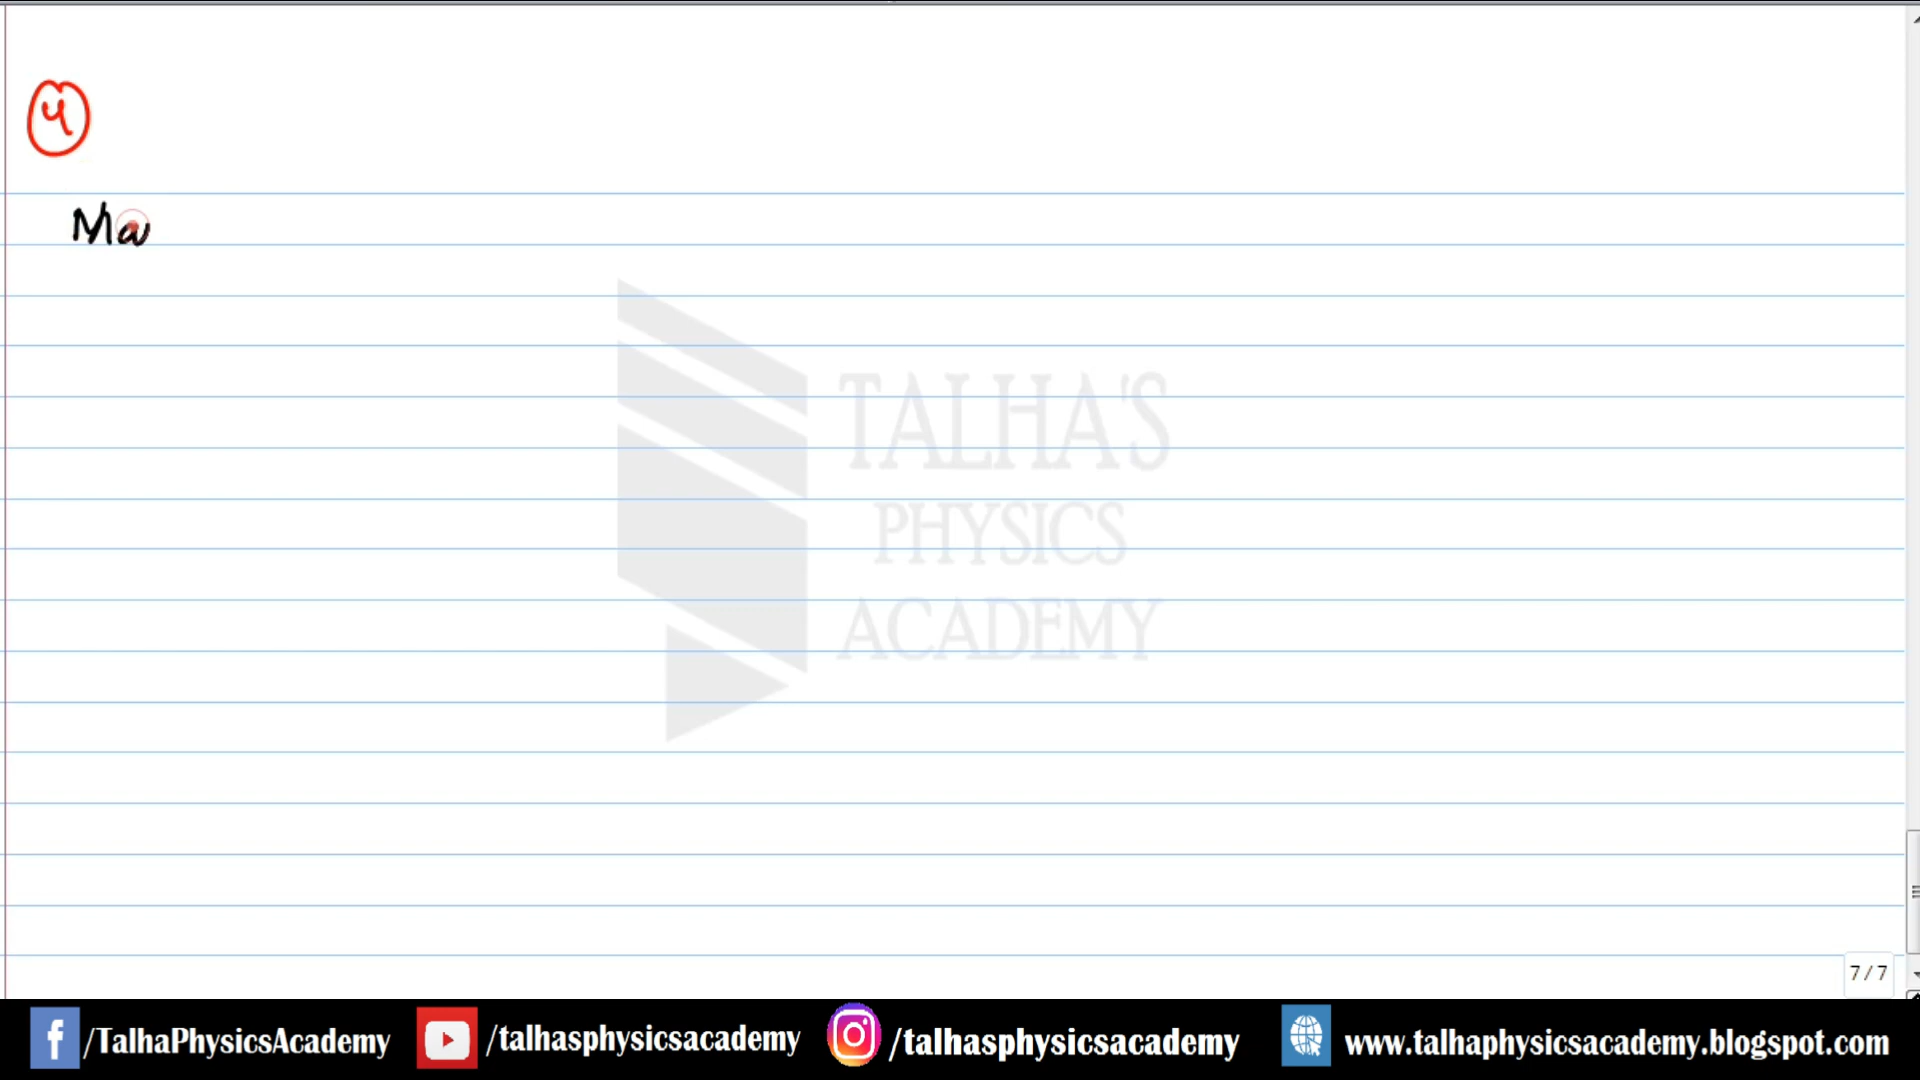 4
Ma
TALHA'S
PHYSICS
ACADEMY
7 / 7
/TalhaPhysicsAcademy /talhasphysicsacademy /talhasphysicsacademy www.talhaphysicsacademy.blogspot.com